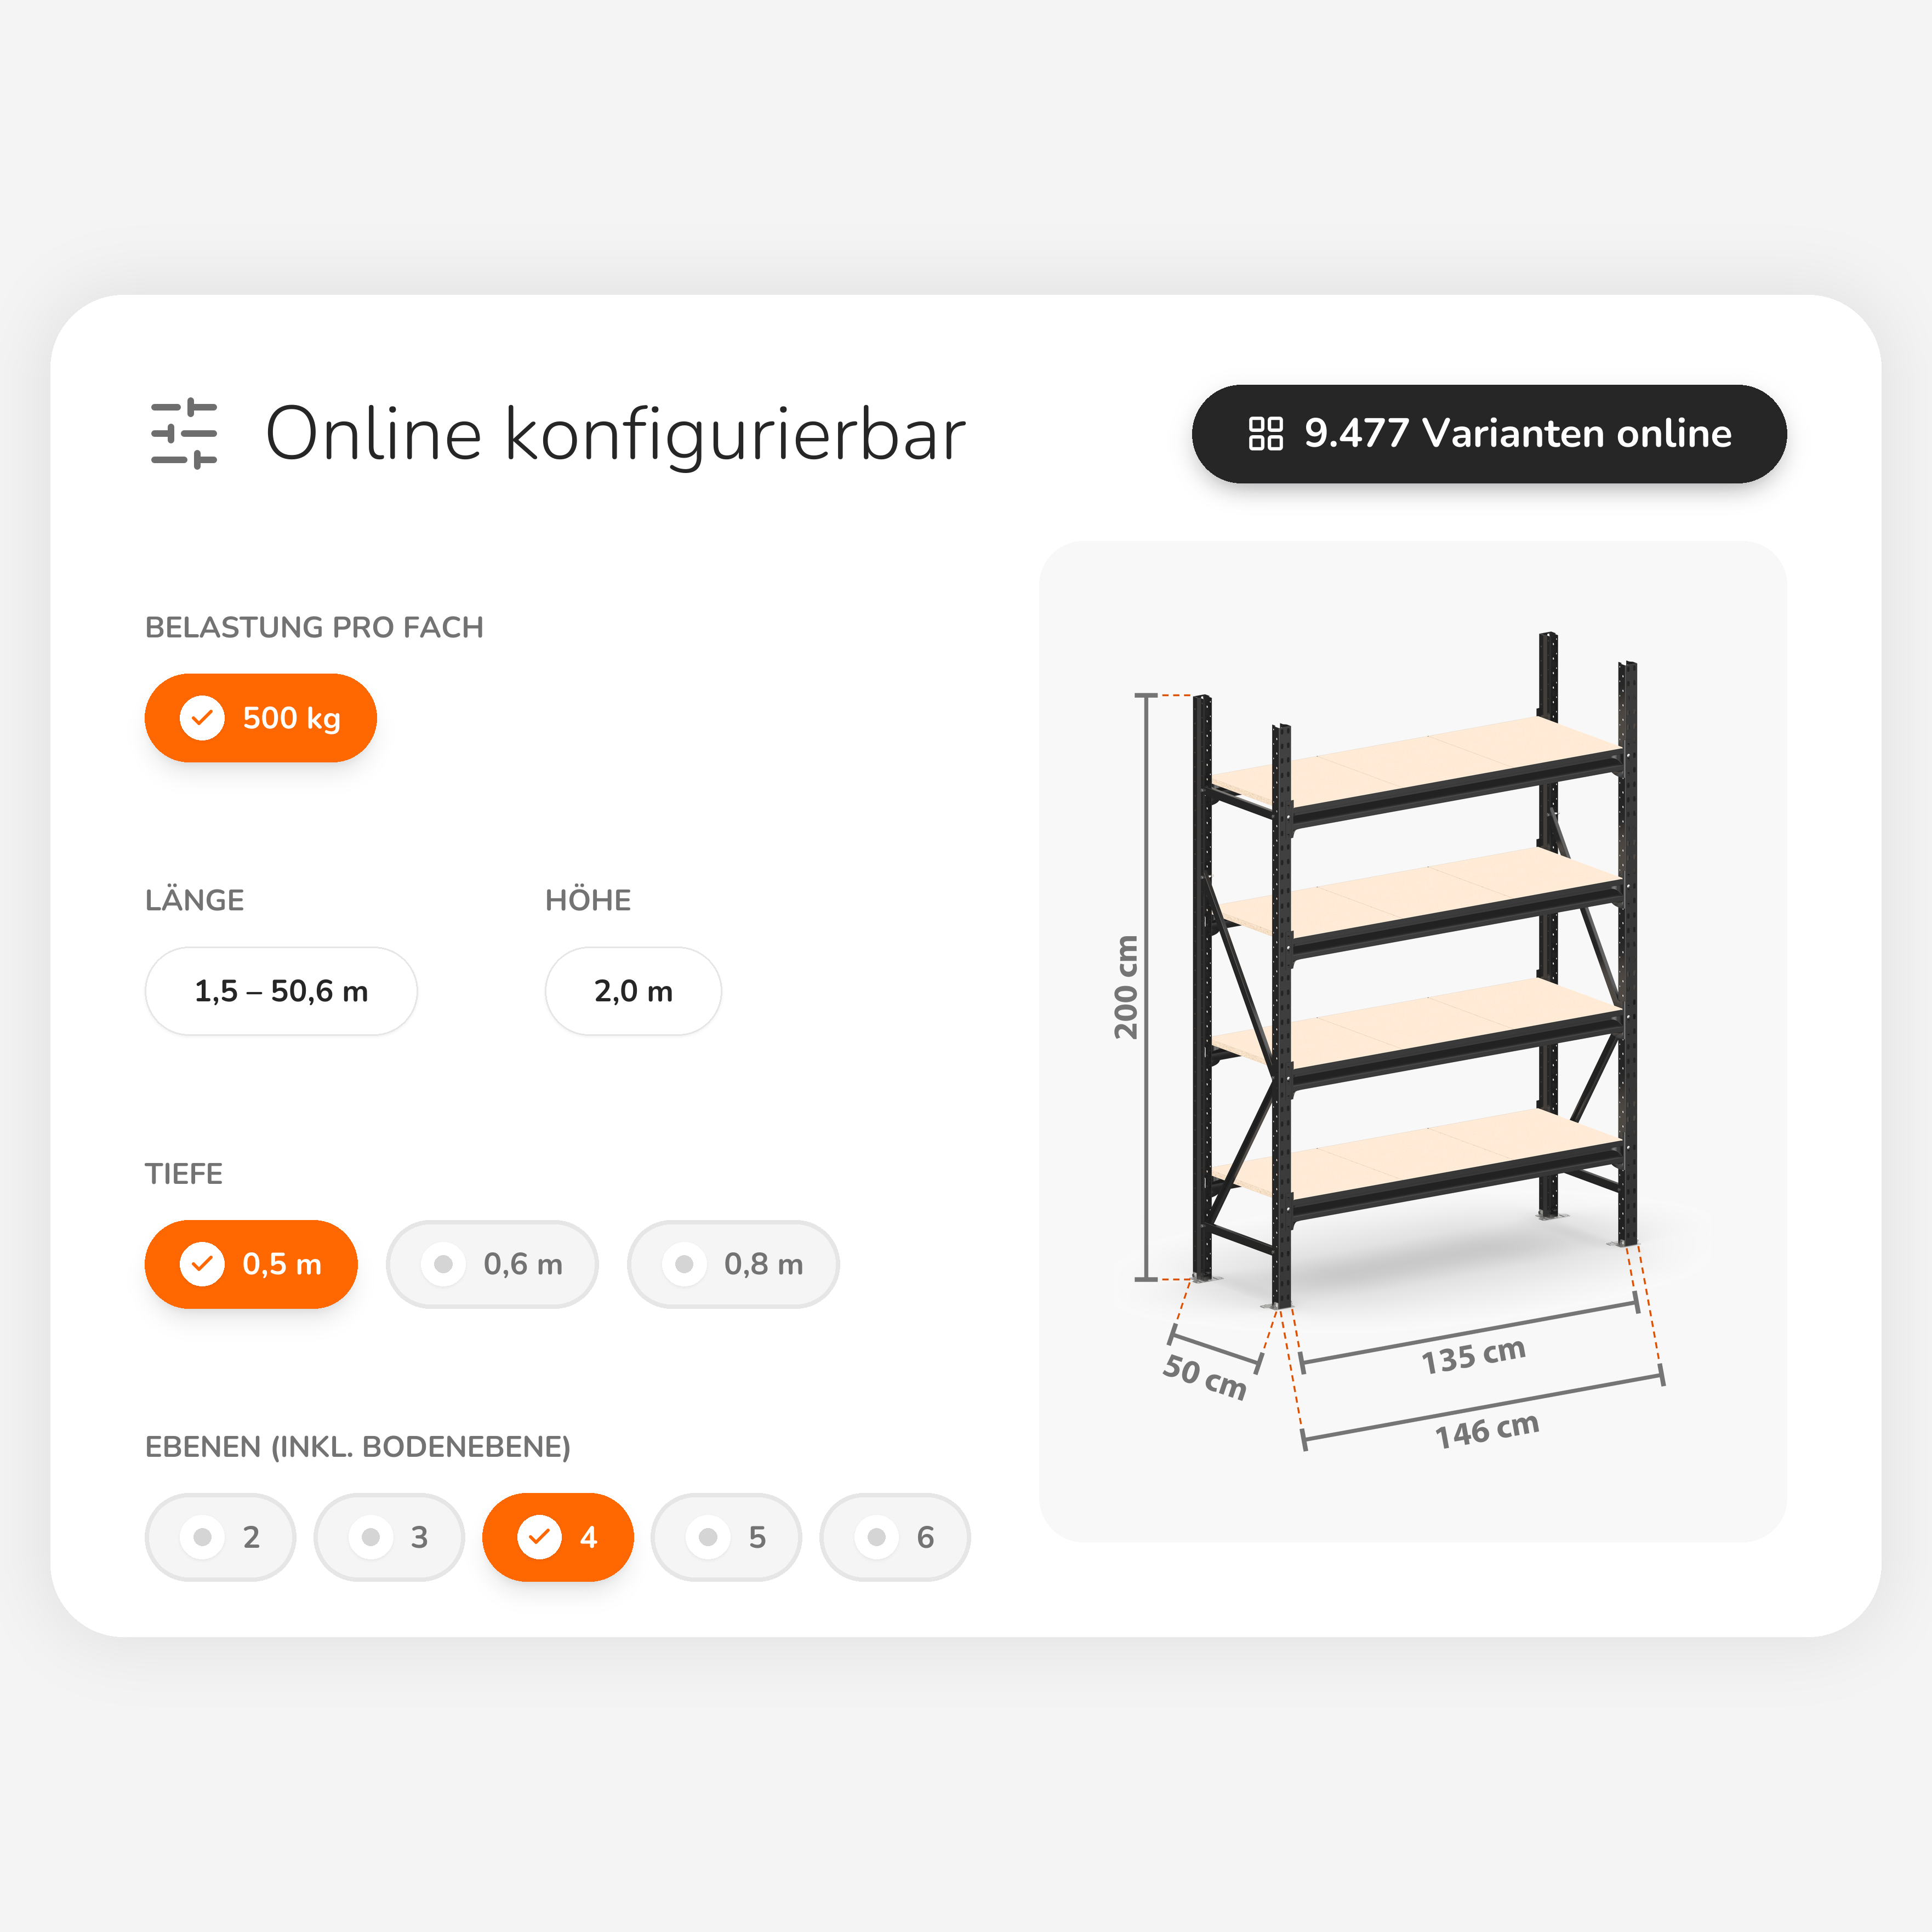 Online konfigurierbar
9.477 Varianten online
BELASTUNG PRO FACH
500 kg
LÄNGE
HÖHE
1,5 – 50,6 m
2,0 m
TIEFE
0,5 m
0,6 m
0,8 m
EBENEN (INKL. BODENEBENE)
2
3
4
5
6
200 cm
50 cm
135 cm
146 cm